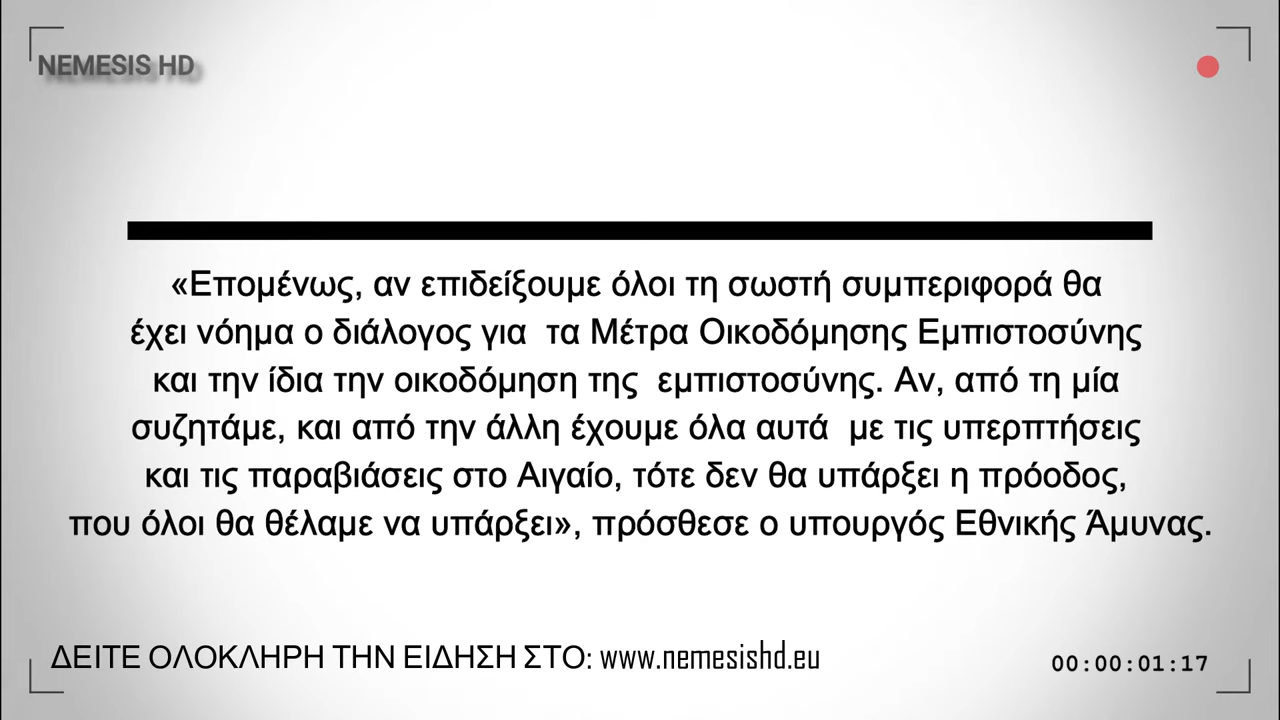 NEMESIS HD
«Επομένως, αν επιδείξουμε όλοι τη σωστή συμπεριφορά θα
έχει νόημα ο διάλογος για  τα Μέτρα Οικοδόμησης Εμπιστοσύνης
και την ίδια την οικοδόμηση της  εμπιστοσύνης. Αν, από τη μία
συζητάμε, και από την άλλη έχουμε όλα αυτά  με τις υπερπτήσεις
και τις παραβιάσεις στο Αιγαίο, τότε δεν θα υπάρξει η πρόοδος,
που όλοι θα θέλαμε να υπάρξει», πρόσθεσε ο υπουργός Εθνικής Άμυνας.
ΔΕΙΤΕ ΟΛΟΚΛΗΡΗ ΤΗΝ ΕΙΔΗΣΗ ΣΤΟ: www.nemesishd.eu
00:00:01:17